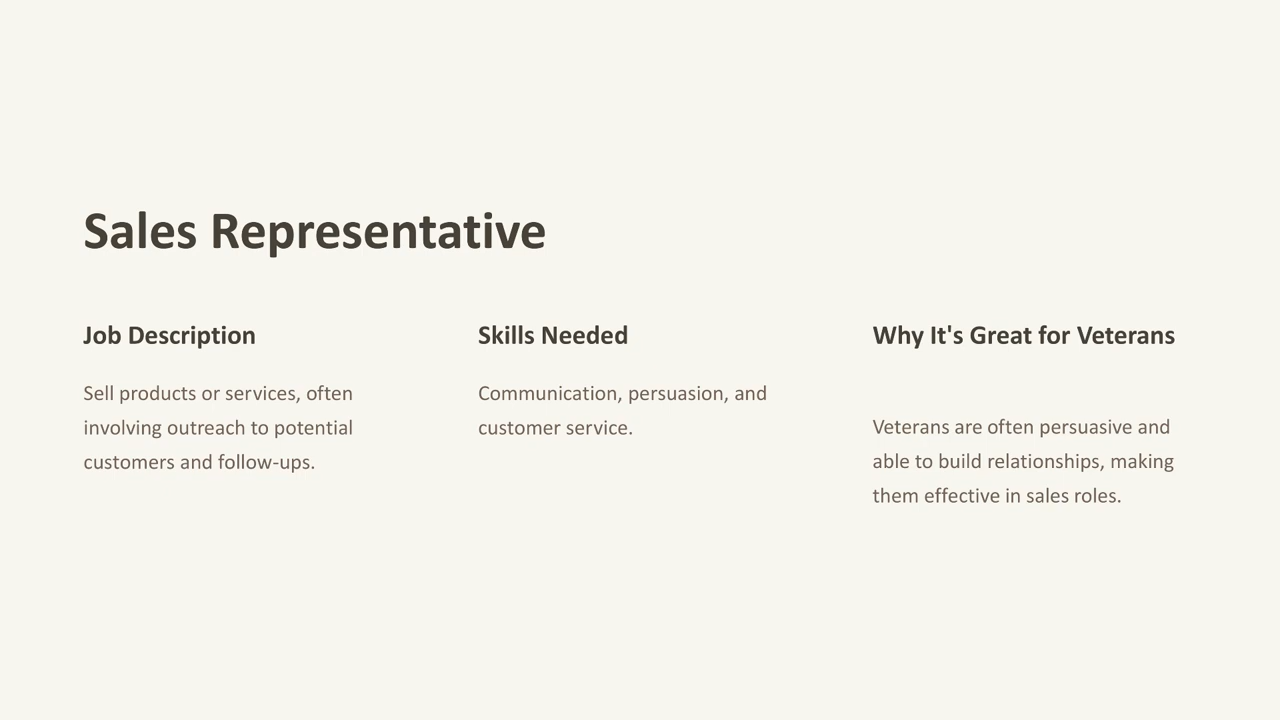 Sales Representative
Job Description
Sell products or services, often
involving outreach to potential
customers and follow-ups.
Skills Needed
Communication, persuasion, and
customer service.
Why It's Great for Veterans
Veterans are often persuasive and
able to build relationships, making
them effective in sales roles.